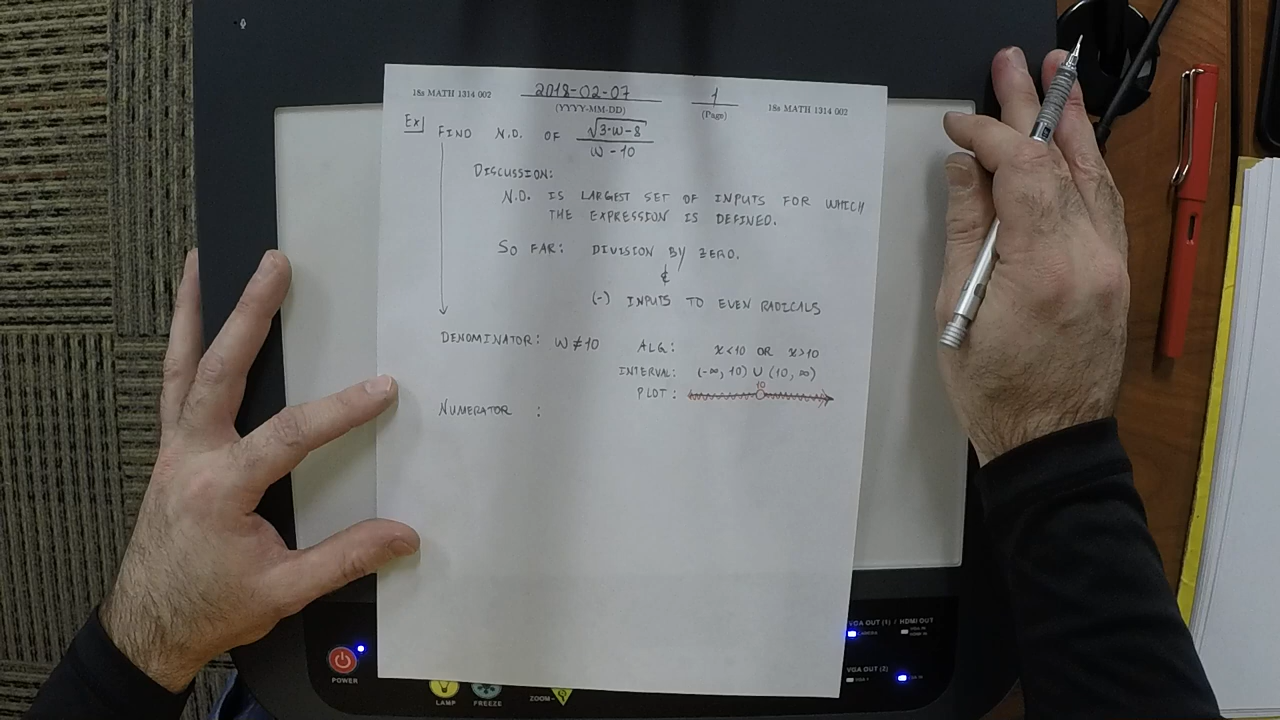 18s MATH 1314 002
2018-02-07
(YYYY-MM-DD)
1
(Page)
18s MATH 1314 002
Ex
FIND N.D. OF √(3·W-8) / (W-10)
DISCUSSION:
N.D. IS LARGEST SET OF INPUTS FOR WHICH
THE EXPRESSION IS DEFINED.
SO FAR: DIVISION BY ZERO.
&
(-) INPUTS TO EVEN RADICALS
DENOMINATOR: W≠10
ALG: x<10 OR x>10
INTERVAL: (-∞, 10) ∪ (10, ∞)
PLOT: 10
NUMERATOR :
VGA OUT (1) / HDMI OUT
CAMERA
VGA OUT (2)
POWER
LAMP
FREEZE
ZOOM-